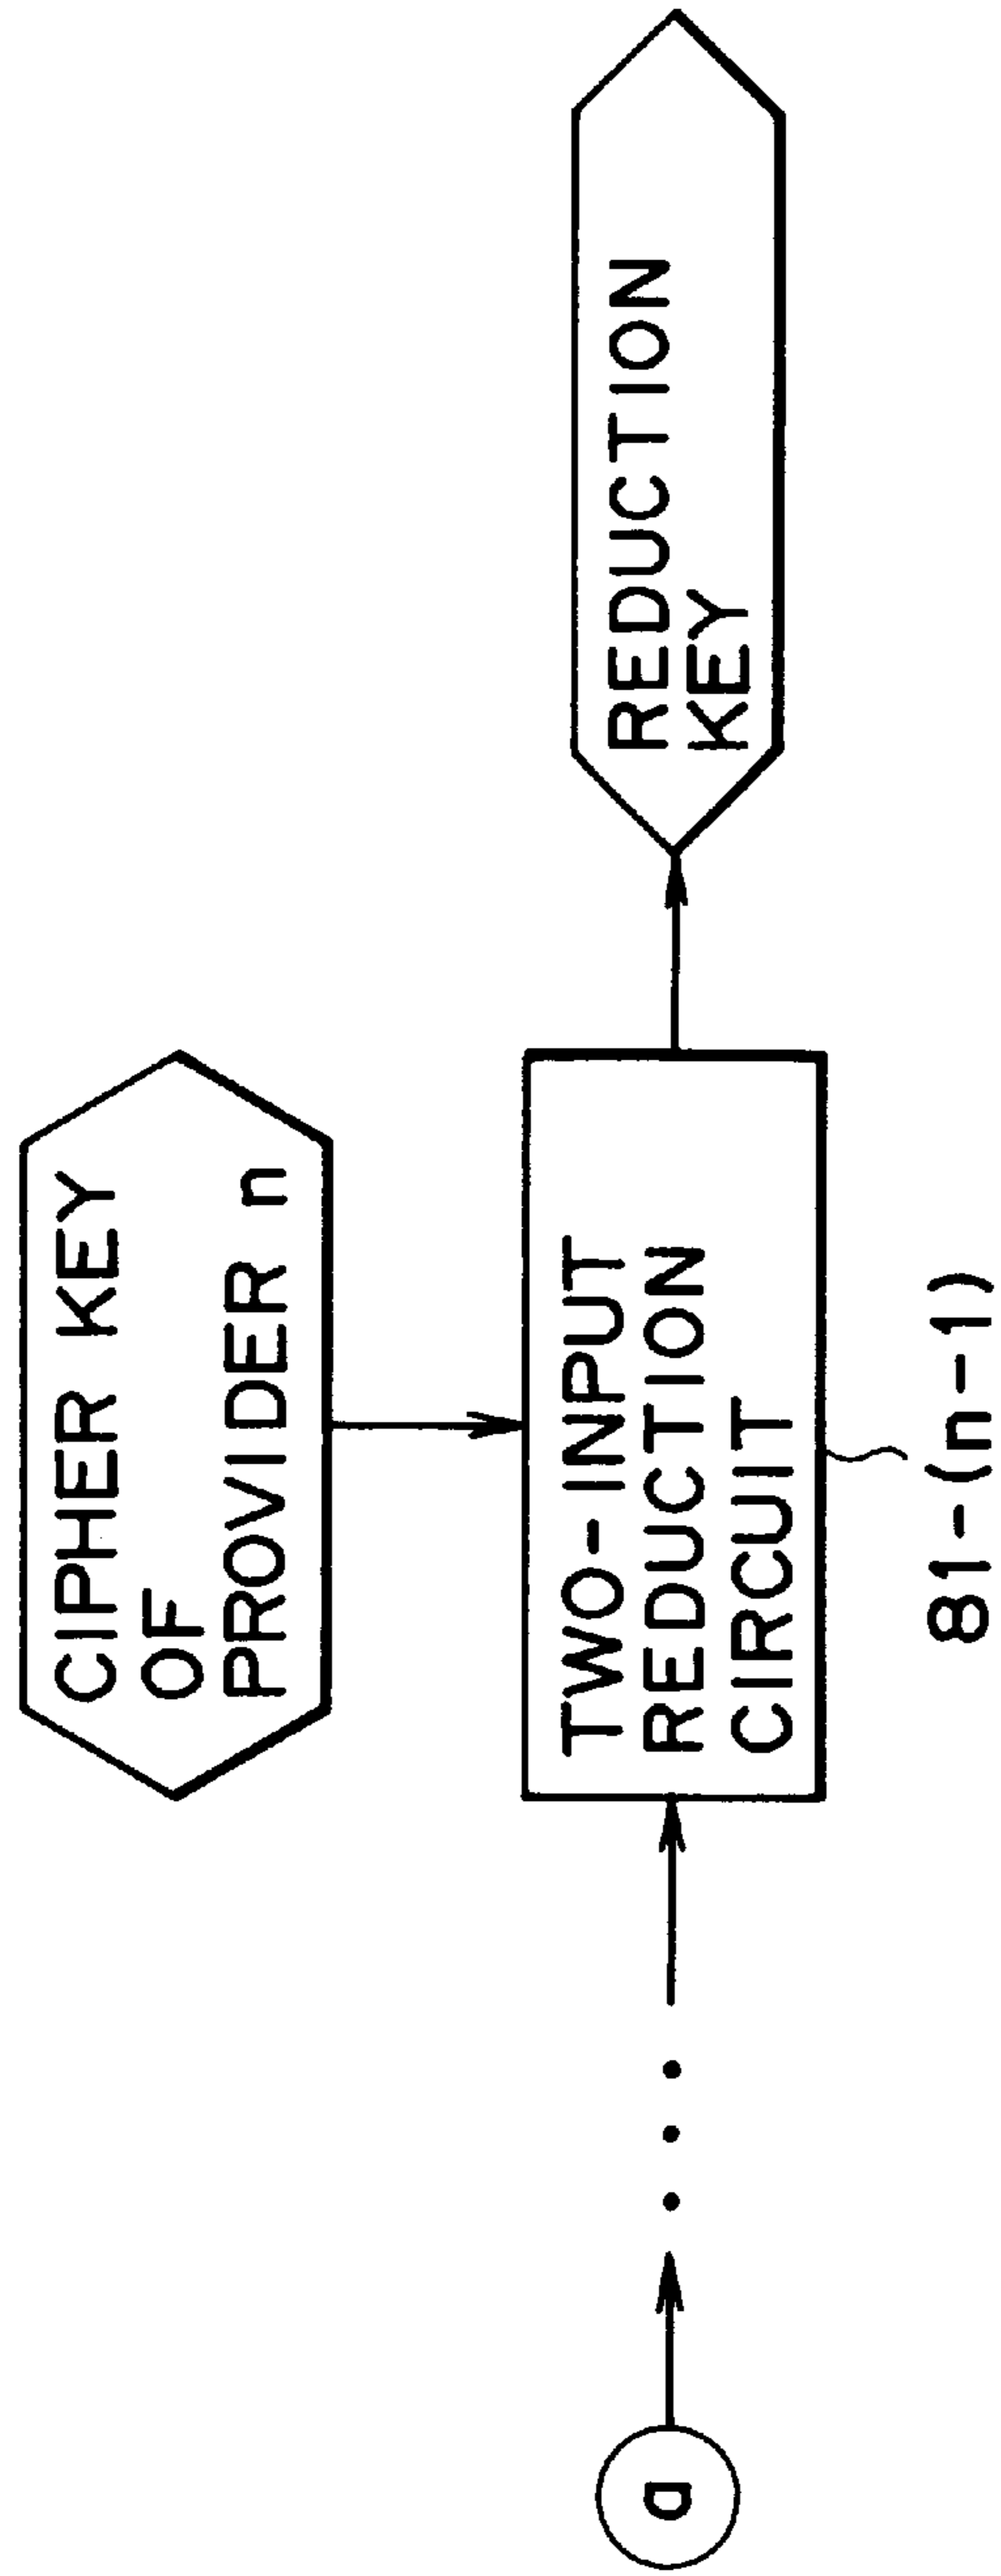 CIPHER KEY
OF
PROVIDER n
a
TWO-INPUT
REDUCTION
CIRCUIT
REDUCTION
KEY
81-(n-1)